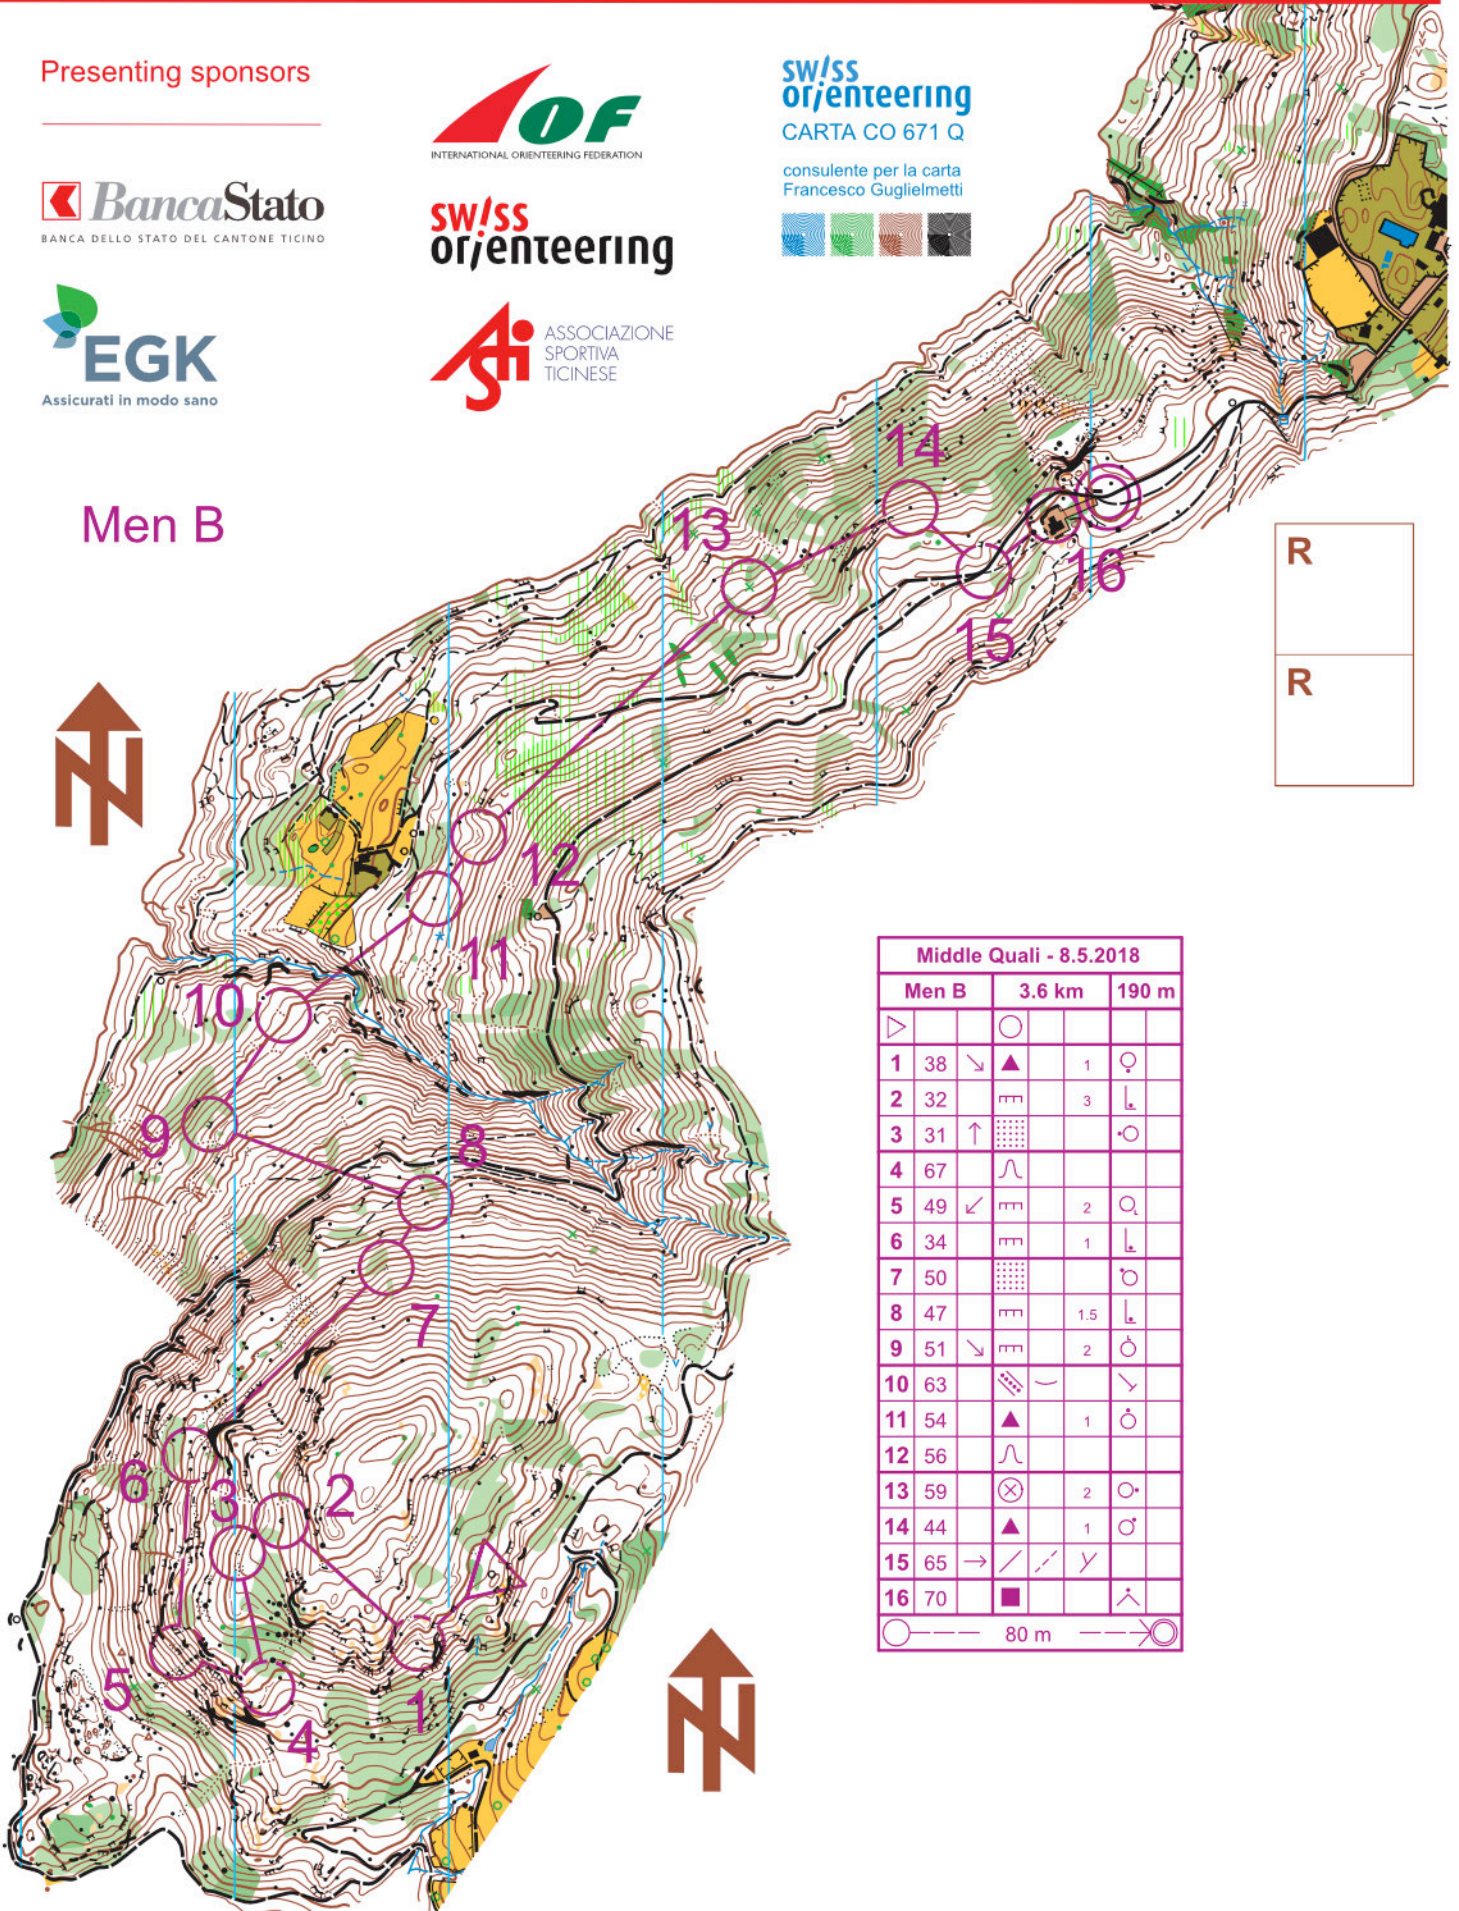 Presenting sponsors
BancaStato
BANCA DELLO STATO DEL CANTONE TICINO
EGK
Assicurati in modo sano
IOF
INTERNATIONAL ORIENTEERING FEDERATION
swiss
orienteering
ASTi
ASSOCIAZIONE
SPORTIVA
TICINESE
swiss
orienteering
CARTA CO 671 Q
consulente per la carta
Francesco Guglielmetti
Men B
14
13
16
15
R
R
N
12
11
10
9
8
7
6
3
2
5
4
1
N
Middle Quali - 8.5.2018
Men B 3.6 km 190 m
1 38 1
2 32 3
3 31
4 67
5 49 2
6 34 1
7 50
8 47 1.5
9 51 2
10 63
11 54 1
12 56
13 59 2
14 44 1
15 65
16 70
80 m